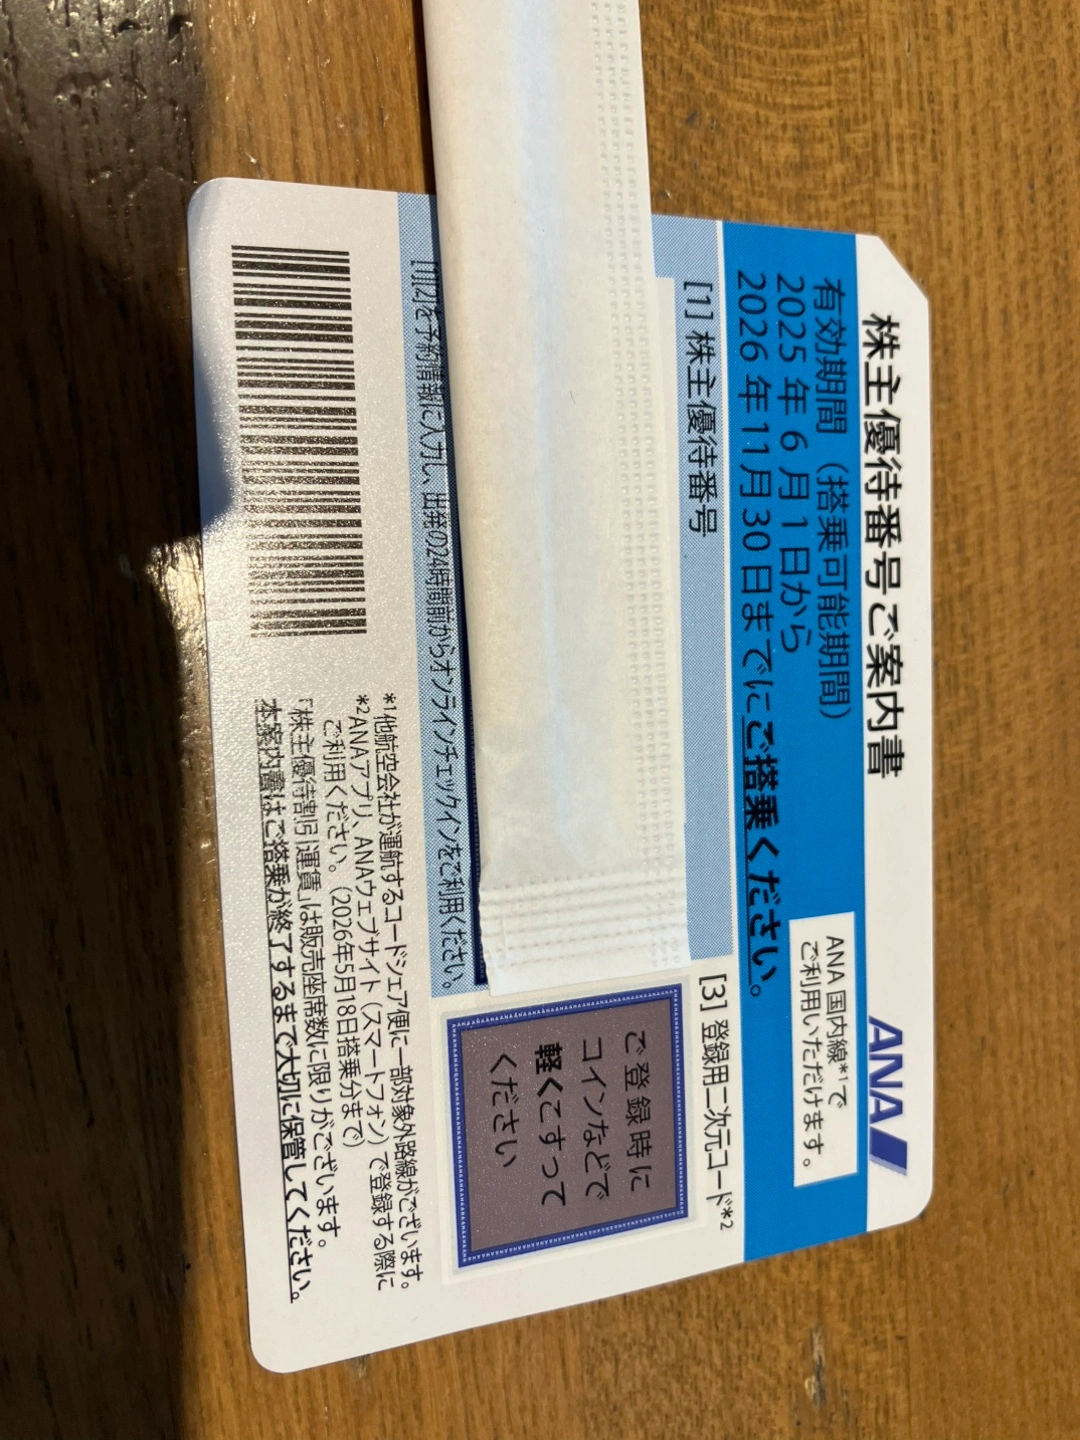 株主優待番号ご案内書
ANA
有効期間（搭乗可能期間）
2025年6月1日から
2026年11月30日までにご搭乗ください。
ANA国内線*1で
ご利用いただけます。
[1] 株主優待番号
[3] 登録用二次元コード*2
ご登録時に
コインなどで
軽くこすって
ください
[1][2]を予約情報に入力し、出発の24時間前からオンラインチェックインをご利用ください。
*1他航空会社が運航するコードシェア便に一部対象外路線がございます。
*2ANAアプリ、ANAウェブサイト（スマートフォン）で登録する際に
ご利用ください。（2026年5月18日搭乗分まで）
「株主優待割引運賃」は販売座席数に限りがございます。
本案内書はご搭乗が終了するまで大切に保管してください。